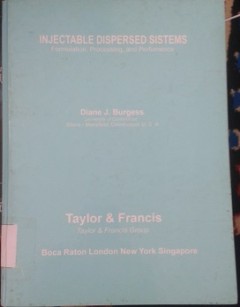 INJECTABLE DISPERSED SISTEMS
Formulation, Processing, and Performance
Diane J. Burgess
Taylor & Francis
Taylor & Francis Group
Boca Raton London New York Singapore